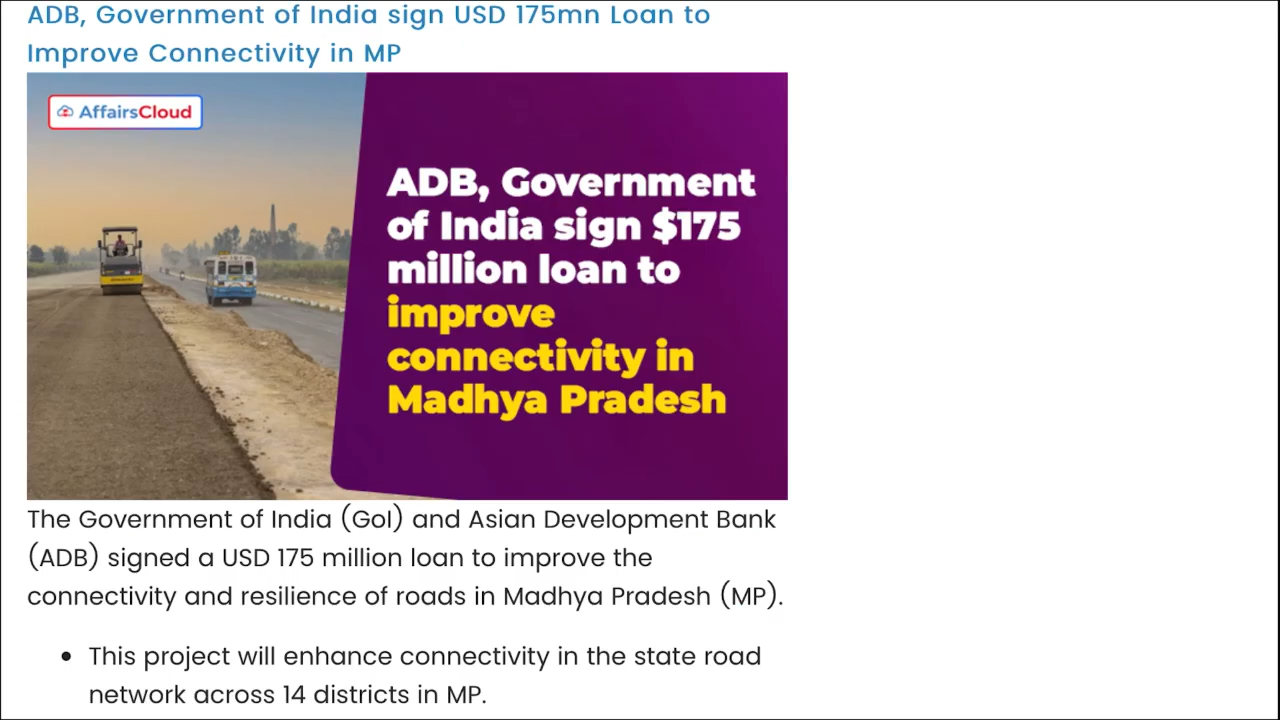 ADB, Government of India sign USD 175mn Loan to
Improve Connectivity in MP
AffairsCloud
ADB, Government
of India sign $175
million loan to
improve
connectivity in
Madhya Pradesh
The Government of India (GoI) and Asian Development Bank
(ADB) signed a USD 175 million loan to improve the
connectivity and resilience of roads in Madhya Pradesh (MP).
• This project will enhance connectivity in the state road
network across 14 districts in MP.